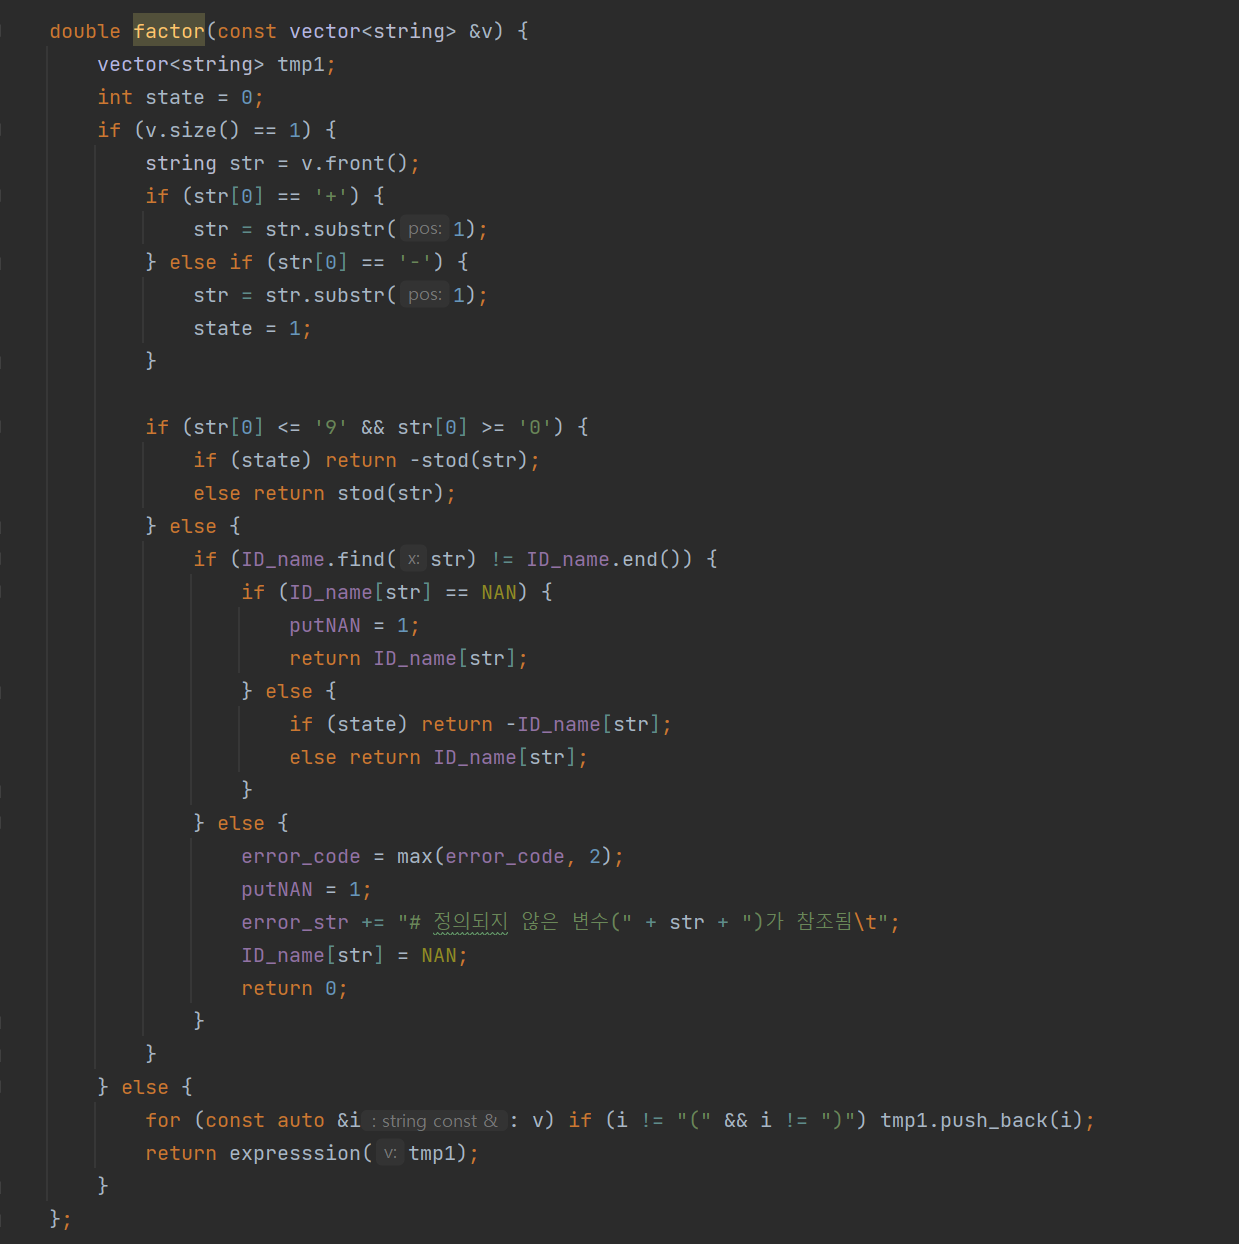 double factor(const vector<string> &v) {
    vector<string> tmp1;
    int state = 0;
    if (v.size() == 1) {
        string str = v.front();
        if (str[0] == '+') {
            str = str.substr( pos: 1);
        } else if (str[0] == '-') {
            str = str.substr( pos: 1);
            state = 1;
        }

        if (str[0] <= '9' && str[0] >= '0') {
            if (state) return -stod(str);
            else return stod(str);
        } else {
            if (ID_name.find( x: str) != ID_name.end()) {
                if (ID_name[str] == NAN) {
                    putNAN = 1;
                    return ID_name[str];
                } else {
                    if (state) return -ID_name[str];
                    else return ID_name[str];
                }
            } else {
                error_code = max(error_code, 2);
                putNAN = 1;
                error_str += "# 정의되지 않은 변수(" + str + ")가 참조됨\t";
                ID_name[str] = NAN;
                return 0;
            }
        }
    } else {
        for (const auto &i : string const & : v) if (i != "(" && i != ")") tmp1.push_back(i);
        return expresssion( v: tmp1);
    }
};